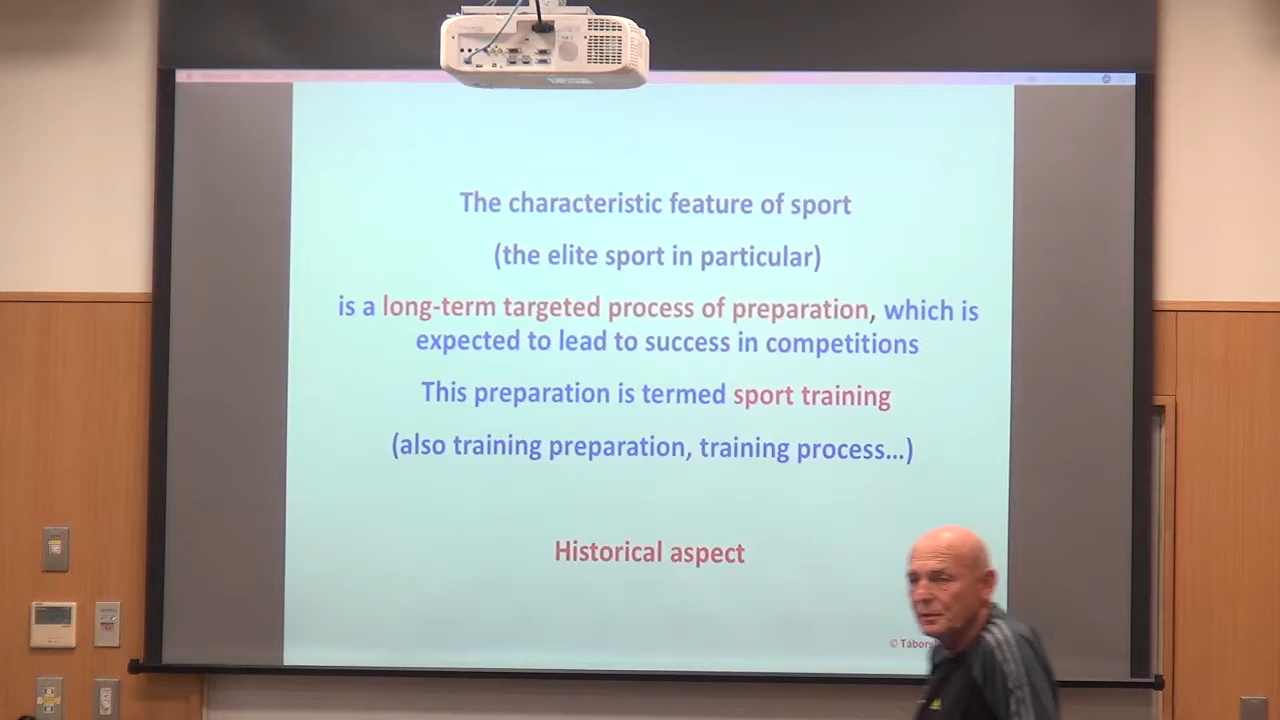 The characteristic feature of sport
(the elite sport in particular)
is a long-term targeted process of preparation, which is
expected to lead to success in competitions
This preparation is termed sport training
(also training preparation, training process...)
Historical aspect
©